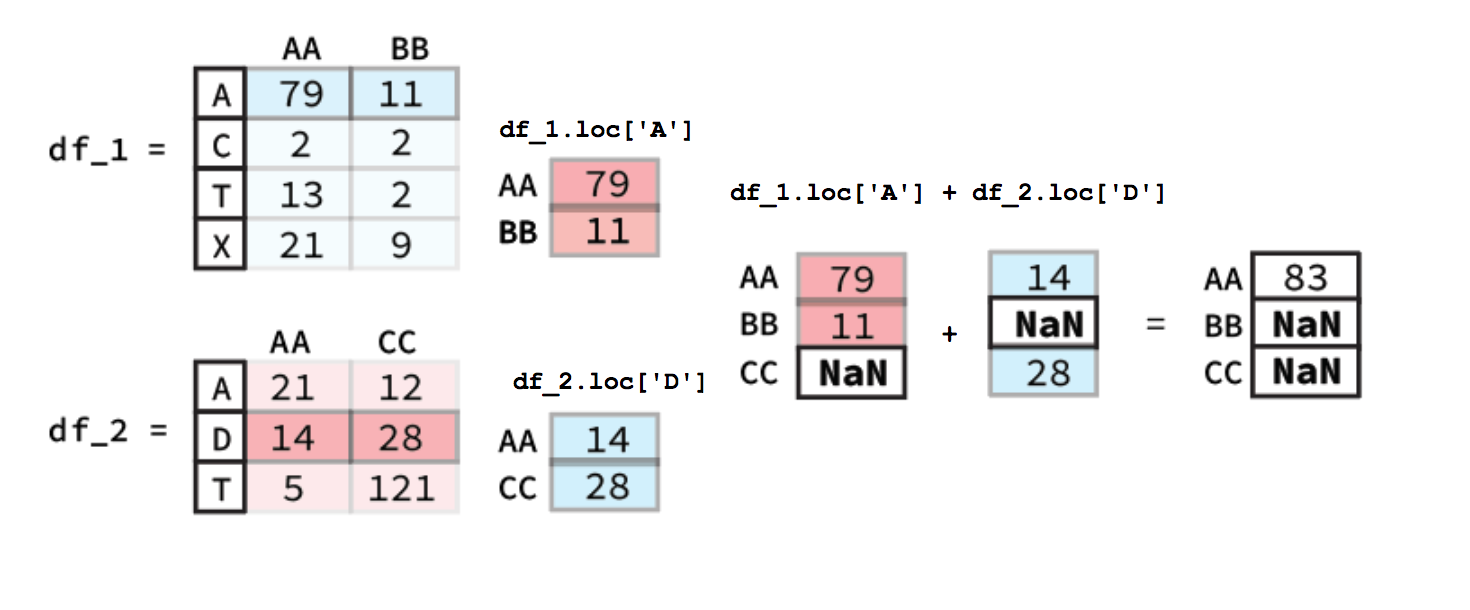 AA BB
A 79 11
df_1 = C 2 2
T 13 2
X 21 9
df_1.loc['A']
AA 79
BB 11
AA CC
A 21 12
df_2 = D 14 28
T 5 121
df_2.loc['D']
AA 14
CC 28
df_1.loc['A'] + df_2.loc['D']
AA 79 14 AA 83
BB 11 + NaN = BB NaN
CC NaN 28 CC NaN